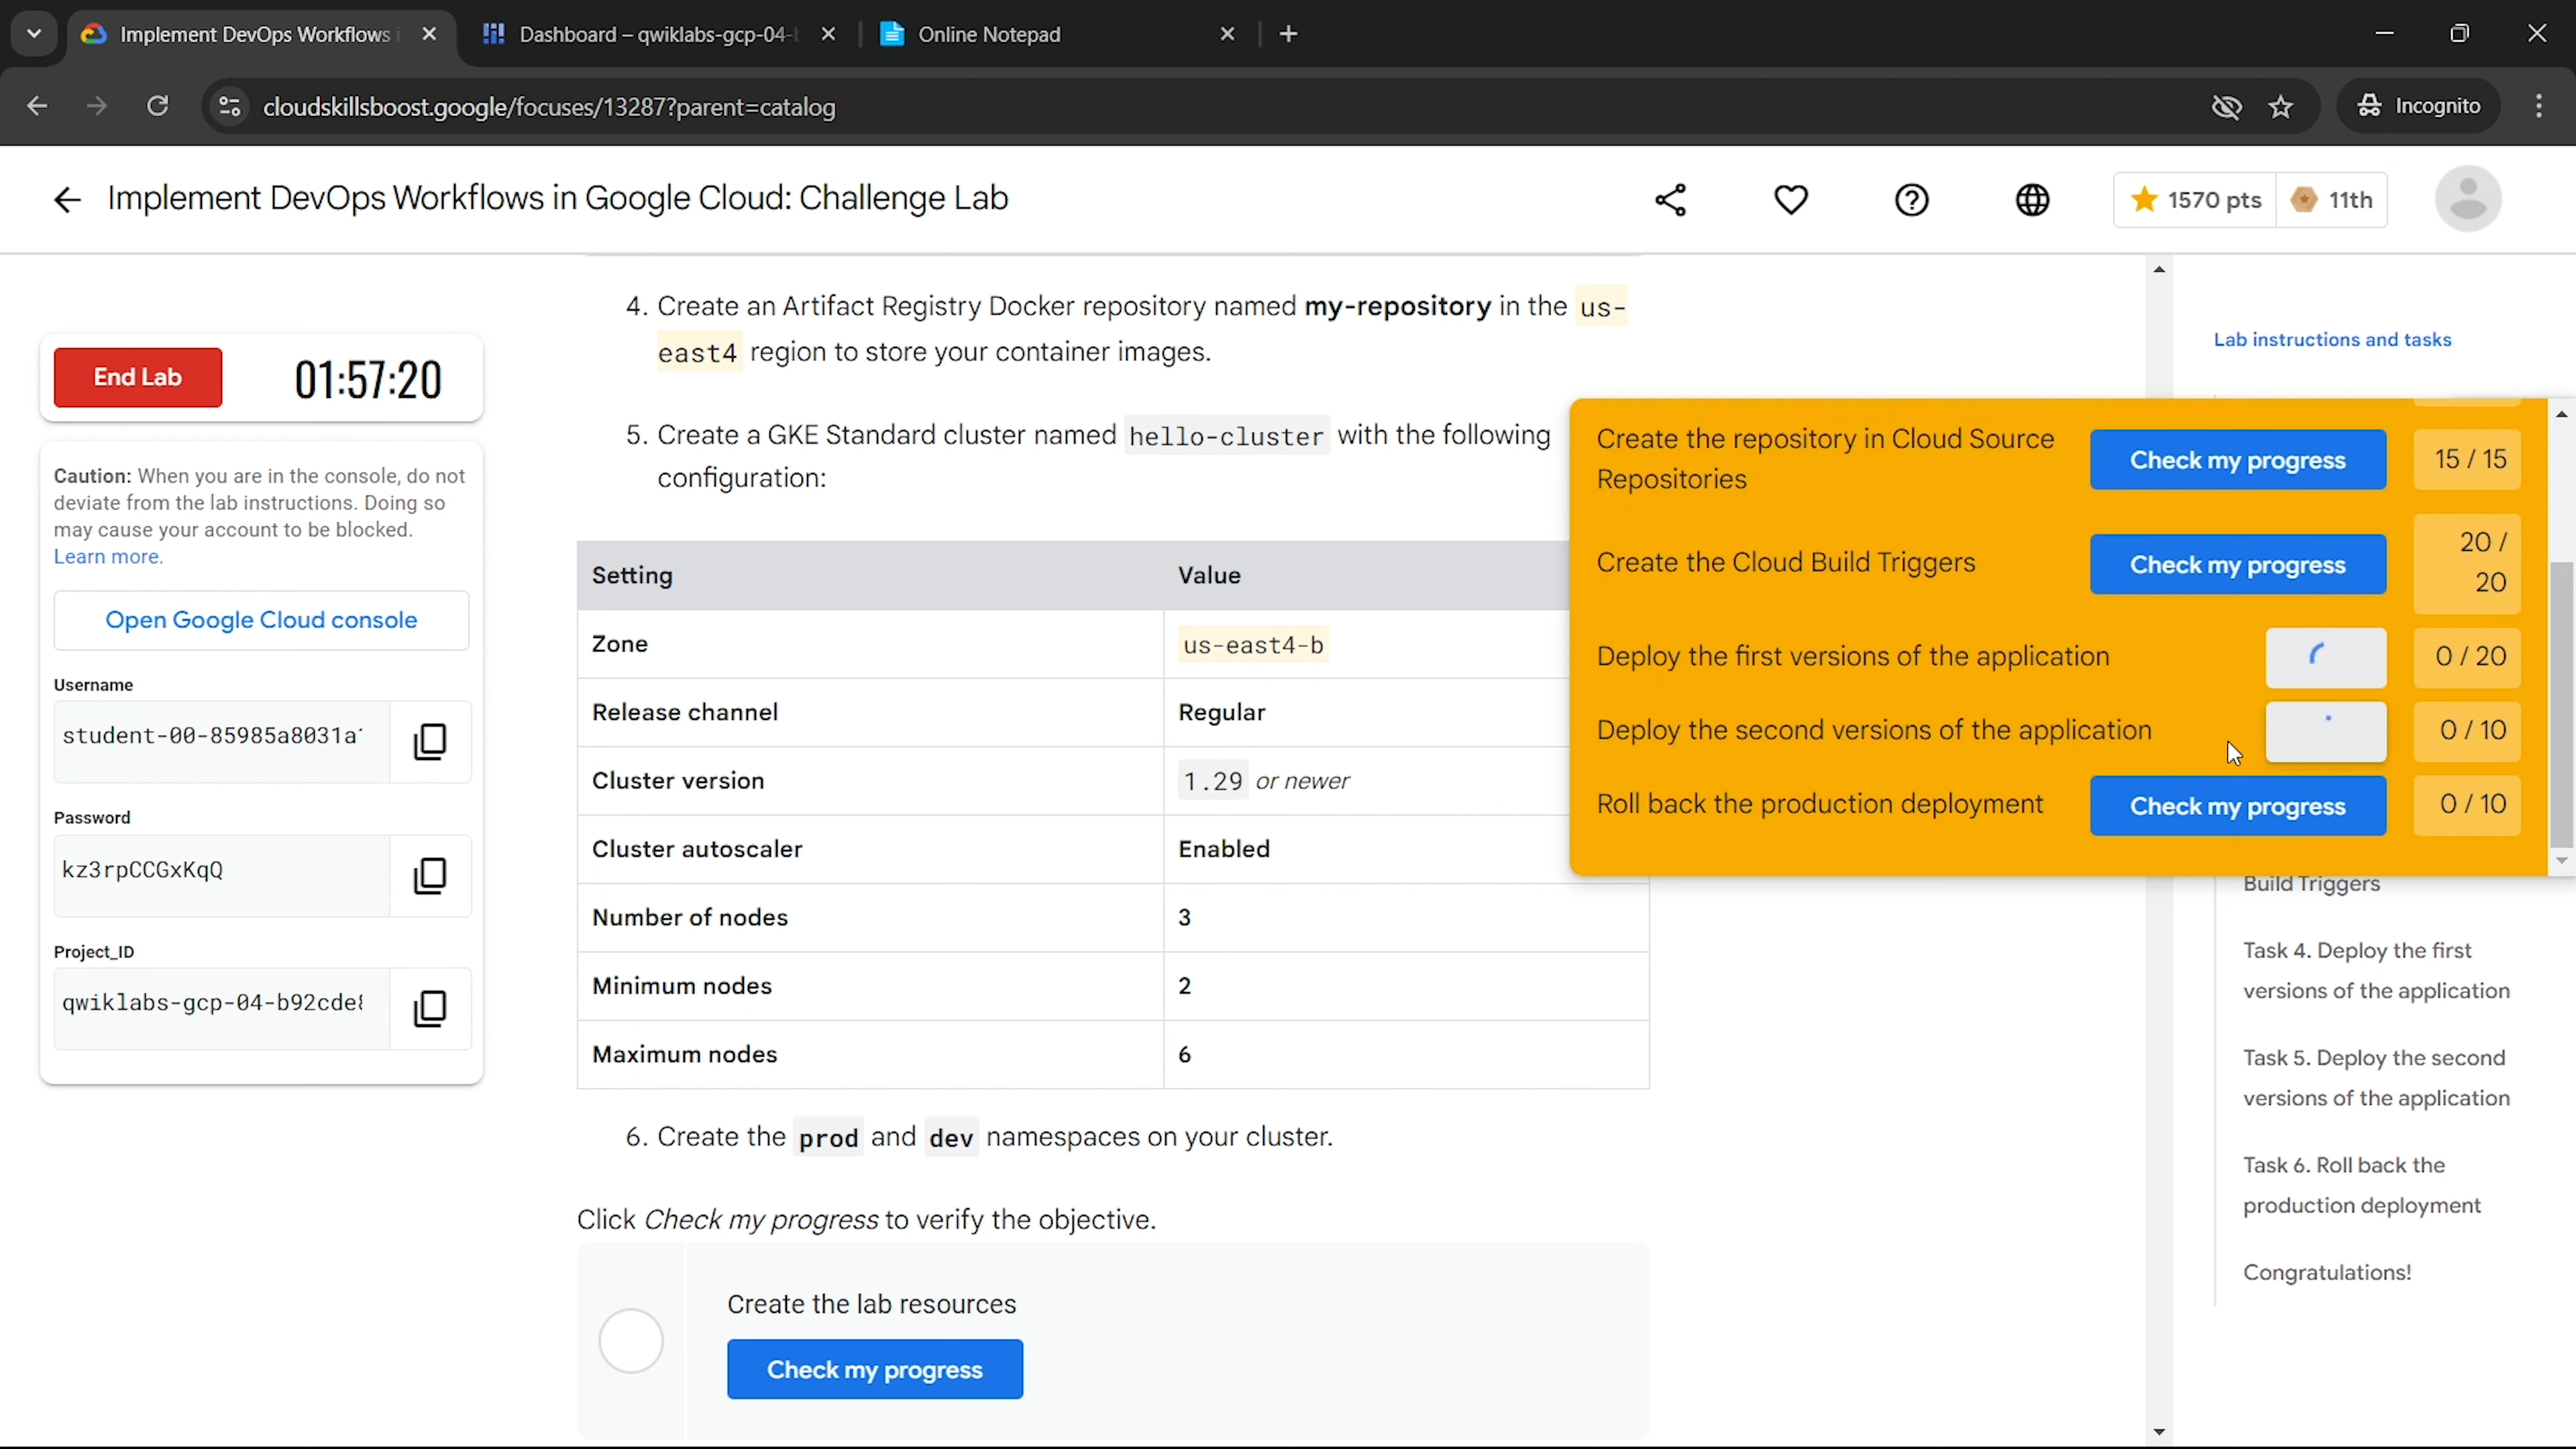 Implement DevOps Workflows i
Dashboard – qwiklabs-gcp-04-
Online Notepad
cloudskillsboost.google/focuses/13287?parent=catalog
Incognito
Implement DevOps Workflows in Google Cloud: Challenge Lab
1570 pts
11th
End Lab
01:57:20
Caution: When you are in the console, do not
deviate from the lab instructions. Doing so
may cause your account to be blocked.
Learn more.
Open Google Cloud console
Username
student-00-85985a8031a
Password
kz3rpCCGxKqQ
Project_ID
qwiklabs-gcp-04-b92cde
4. Create an Artifact Registry Docker repository named my-repository in the us-
east4 region to store your container images.
5. Create a GKE Standard cluster named hello-cluster with the following
configuration:
Setting Value
Zone us-east4-b
Release channel Regular
Cluster version 1.29 or newer
Cluster autoscaler Enabled
Number of nodes 3
Minimum nodes 2
Maximum nodes 6
6. Create the prod and dev namespaces on your cluster.
Click Check my progress to verify the objective.
Create the lab resources
Check my progress
Lab instructions and tasks
Create the repository in Cloud Source
Repositories
Check my progress
15 / 15
Create the Cloud Build Triggers
Check my progress
20 /
20
Deploy the first versions of the application
0 / 20
Deploy the second versions of the application
0 / 10
Roll back the production deployment
Check my progress
0 / 10
Build Triggers
Task 4. Deploy the first
versions of the application
Task 5. Deploy the second
versions of the application
Task 6. Roll back the
production deployment
Congratulations!